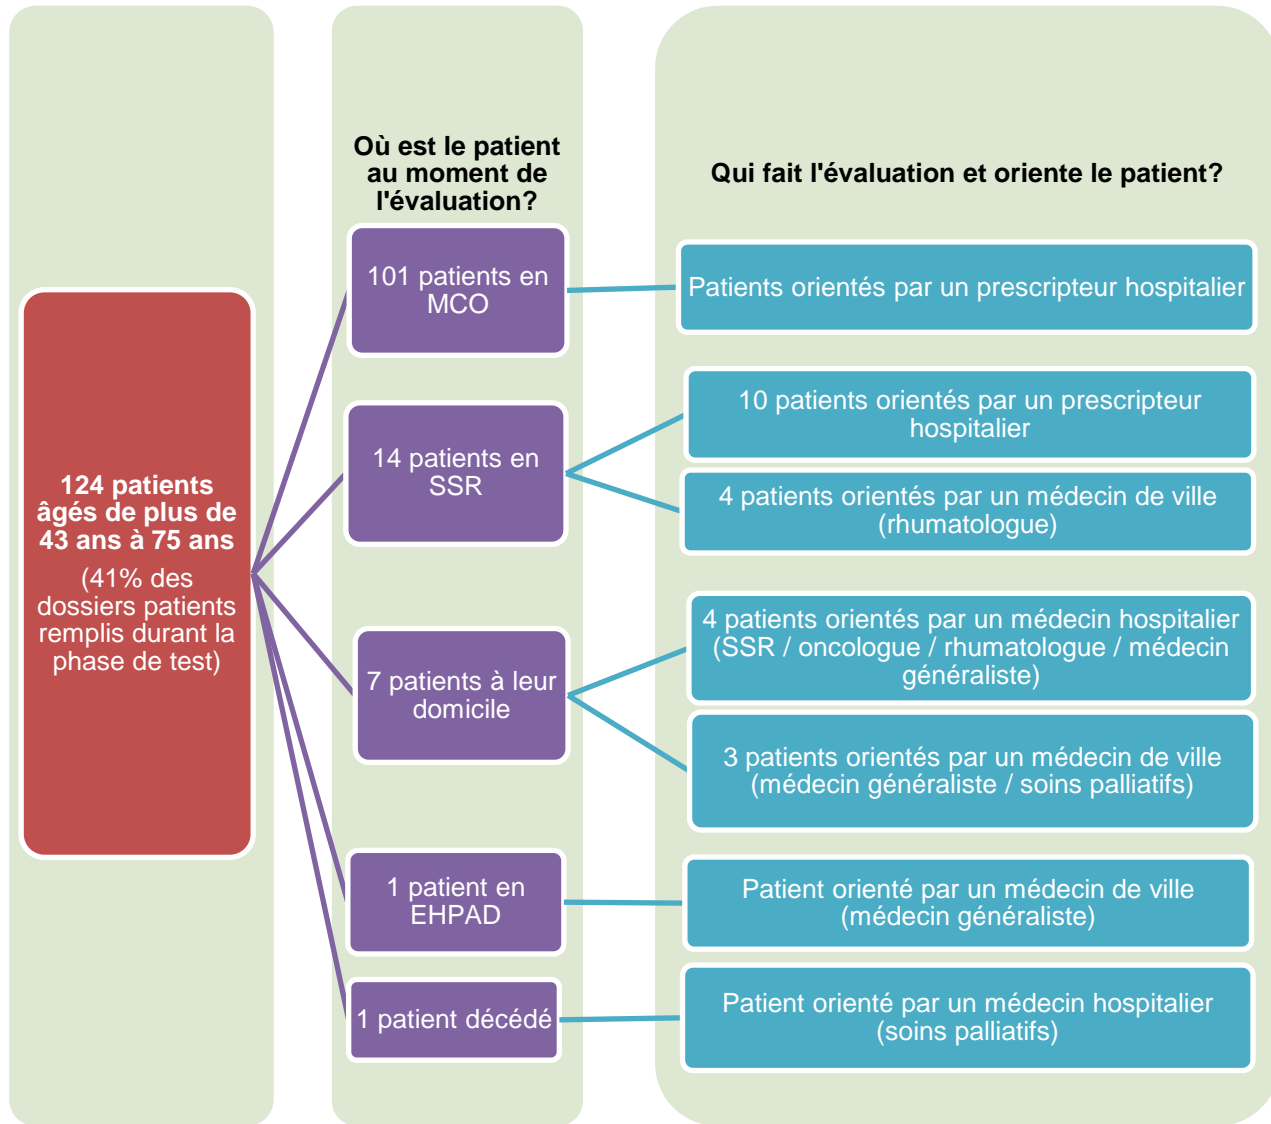 124 patients
âgés de plus de
43 ans à 75 ans
(41% des
dossiers patients
remplis durant la
phase de test)
Où est le patient
au moment de
l'évaluation?
101 patients en
MCO
14 patients en
SSR
7 patients à leur
domicile
1 patient en
EHPAD
1 patient décédé
Qui fait l'évaluation et oriente le patient?
Patients orientés par un prescripteur hospitalier
10 patients orientés par un prescripteur
hospitalier
4 patients orientés par un médecin de ville
(rhumatologue)
4 patients orientés par un médecin hospitalier
(SSR / oncologue / rhumatologue / médecin
généraliste)
3 patients orientés par un médecin de ville
(médecin généraliste / soins palliatifs)
Patient orienté par un médecin de ville
(médecin généraliste)
Patient orienté par un médecin hospitalier
(soins palliatifs)